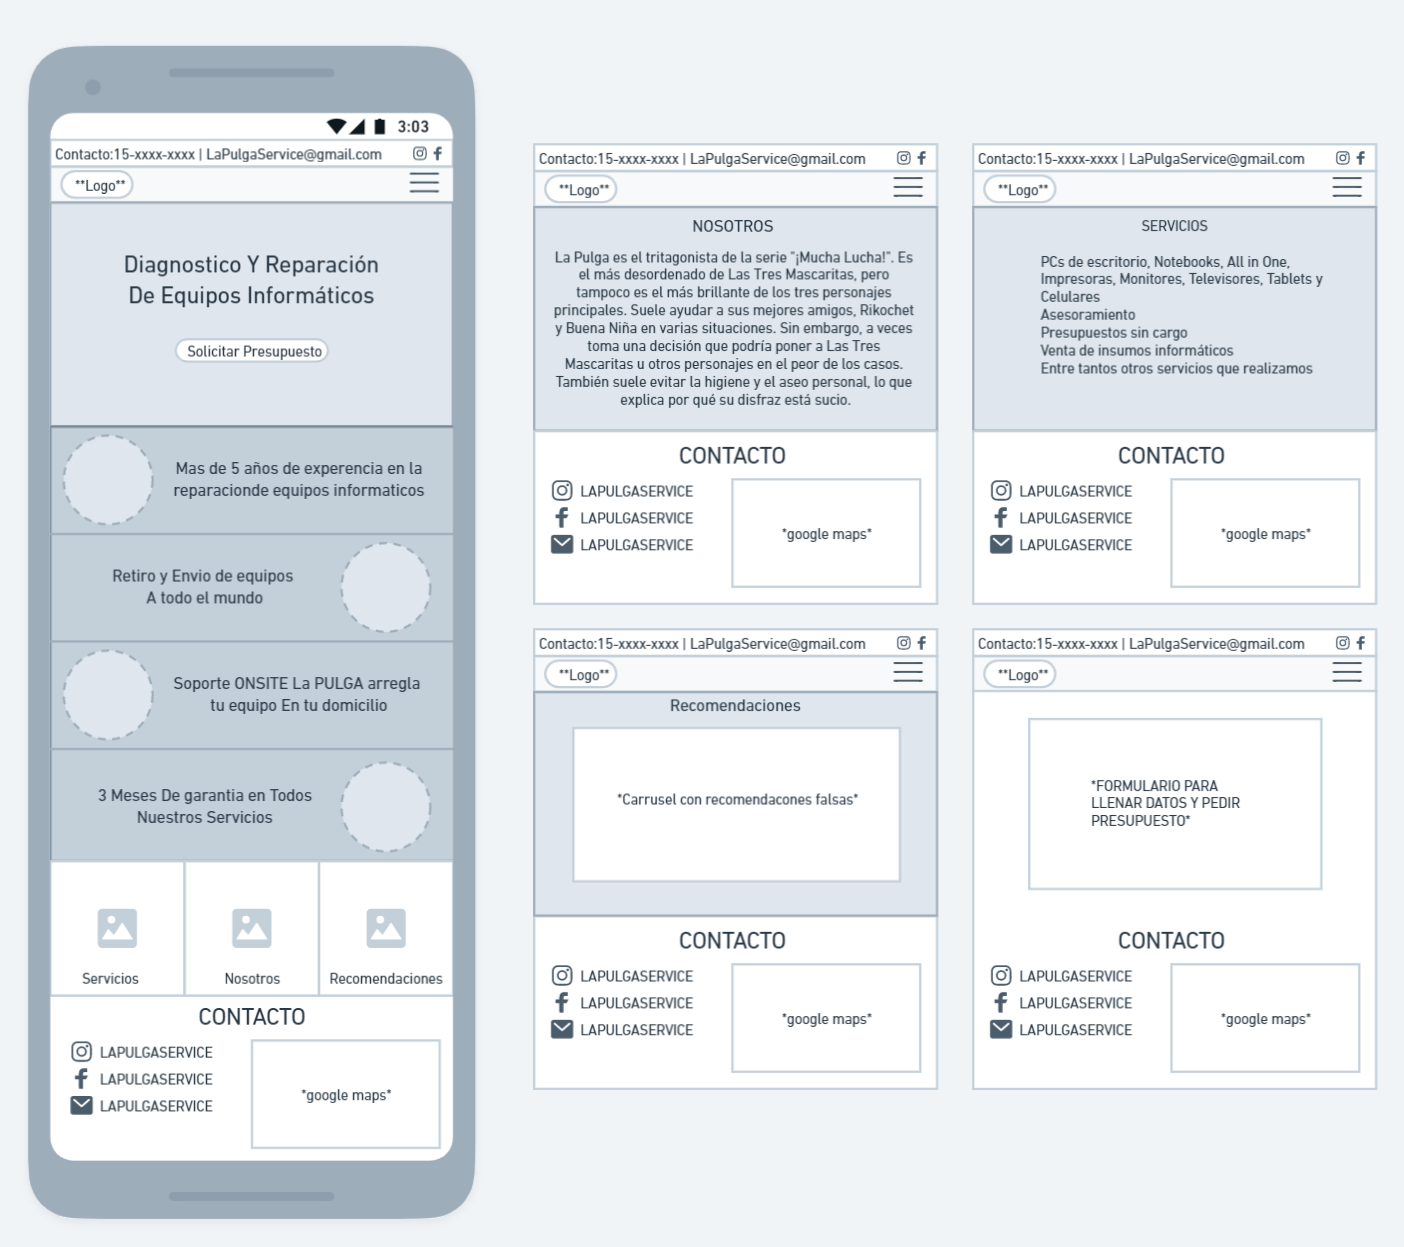 3:03
Contacto:15-xxxx-xxxx | LaPulgaService@gmail.com
**Logo**
Diagnostico Y Reparación
De Equipos Informáticos
Solicitar Presupuesto
Mas de 5 años de experencia en la
reparacionde equipos informaticos
Retiro y Envio de equipos
A todo el mundo
Soporte ONSITE La PULGA arregla
tu equipo En tu domicilio
3 Meses De garantia en Todos
Nuestros Servicios
Servicios
Nosotros
Recomendaciones
CONTACTO
LAPULGASERVICE
LAPULGASERVICE
LAPULGASERVICE
*google maps*
Contacto:15-xxxx-xxxx | LaPulgaService@gmail.com
**Logo**
NOSOTROS
La Pulga es el tritagonista de la serie "¡Mucha Lucha!". Es
el más desordenado de Las Tres Mascaritas, pero
tampoco es el más brillante de los tres personajes
principales. Suele ayudar a sus mejores amigos, Rikochet
y Buena Niña en varias situaciones. Sin embargo, a veces
toma una decisión que podría poner a Las Tres
Mascaritas u otros personajes en el peor de los casos.
También suele evitar la higiene y el aseo personal, lo que
explica por qué su disfraz está sucio.
CONTACTO
LAPULGASERVICE
LAPULGASERVICE
LAPULGASERVICE
*google maps*
Contacto:15-xxxx-xxxx | LaPulgaService@gmail.com
**Logo**
SERVICIOS
PCs de escritorio, Notebooks, All in One,
Impresoras, Monitores, Televisores, Tablets y
Celulares
Asesoramiento
Presupuestos sin cargo
Venta de insumos informáticos
Entre tantos otros servicios que realizamos
CONTACTO
LAPULGASERVICE
LAPULGASERVICE
LAPULGASERVICE
*google maps*
Contacto:15-xxxx-xxxx | LaPulgaService@gmail.com
**Logo**
Recomendaciones
*Carrusel con recomendacones falsas*
CONTACTO
LAPULGASERVICE
LAPULGASERVICE
LAPULGASERVICE
*google maps*
Contacto:15-xxxx-xxxx | LaPulgaService@gmail.com
**Logo**
*FORMULARIO PARA
LLENAR DATOS Y PEDIR
PRESUPUESTO*
CONTACTO
LAPULGASERVICE
LAPULGASERVICE
LAPULGASERVICE
*google maps*